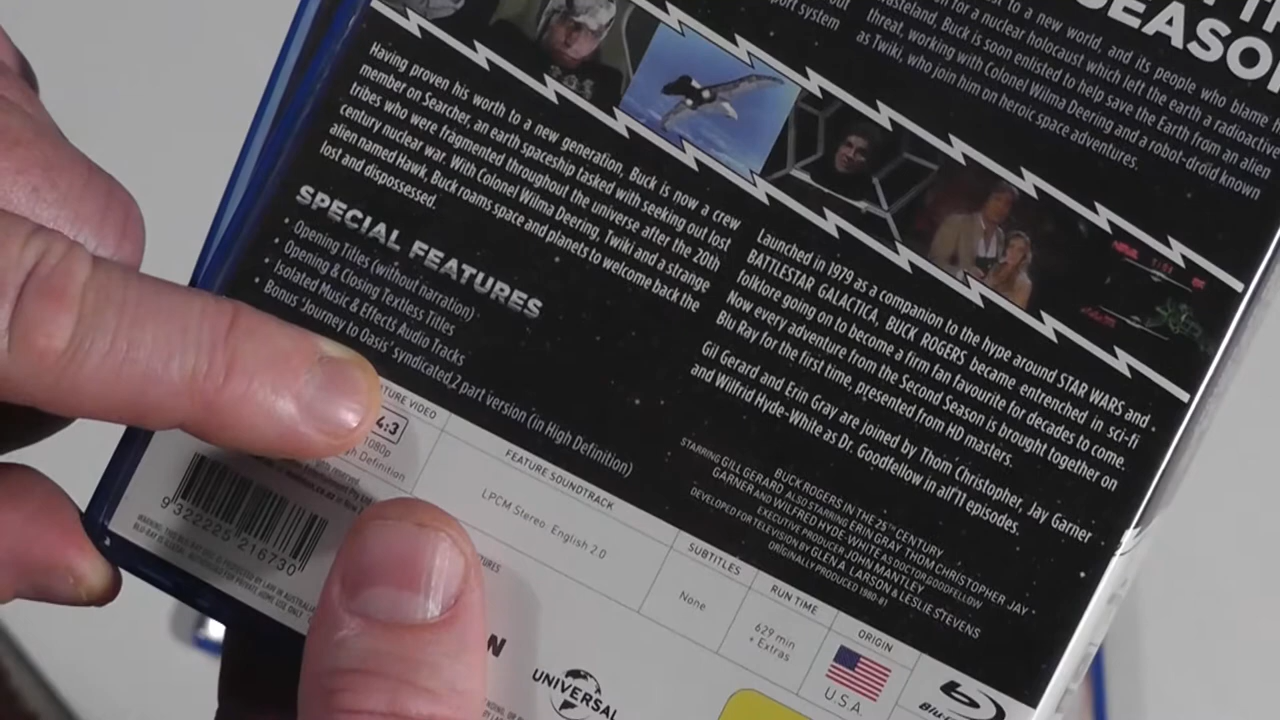 SEASON
st to a new world, and its people who blame
on for a nuclear holocaust which left the earth a radioactive
wasteland, Buck is soon enlisted to help save the Earth from an alien
threat, working with Colonel Wilma Deering and a robot-droid known
as Twiki, who join him on heroic space adventures.
out
port system
Having proven his worth to a new generation, Buck is now a crew
member on Searcher, an earth spaceship tasked with seeking out lost
tribes who were fragmented throughout the universe after the 20th
century nuclear war. With Colonel Wilma Deering, Twiki and a strange
alien named Hawk, Buck roams space and planets to welcome back the
lost and dispossessed.
SPECIAL FEATURES
• Opening Titles (without narration)
• Opening & Closing Textless Titles
• Isolated Music & Effects Audio Tracks
• Bonus 'Journey to Oasis' syndicated, 2 part version (in High Definition)
Launched in 1979 as a companion to the hype around STAR WARS and
BATTLESTAR GALACTICA, BUCK ROGERS became entrenched in sci-fi
folklore going on to become a firm fan favourite for decades to come.
Now every adventure from the Second Season is brought together on
Blu Ray for the first time, presented from HD masters.
Gil Gerard and Erin Gray are joined by Thom Christopher, Jay Garner
and Wilfrid Hyde-White as Dr. Goodfellow in all 11 episodes.
BUCK ROGERS IN THE 25TH CENTURY
STARRING GILL GERARD ALSO STARRING ERIN GRAY THOM CHRISTOPHER JAY
GARNER AND WILFRED HYDE-WHITE AS DOCTOR GOODFELLOW
EXECUTIVE PRODUCER JOHN MANTLEY
DEVELOPED FOR TELEVISION BY GLEN A. LARSON & LESLIE STEVENS
ORIGINALLY PRODUCED 1980-81
ATURE VIDEO
4:3
1080p
gh Definition
FEATURE SOUNDTRACK
LPCM Stereo English 2.0
SUBTITLES
None
RUN TIME
629 min
+ Extras
ORIGIN
U.S.A.
9 322225 216730
UNIVERSAL
Blu-